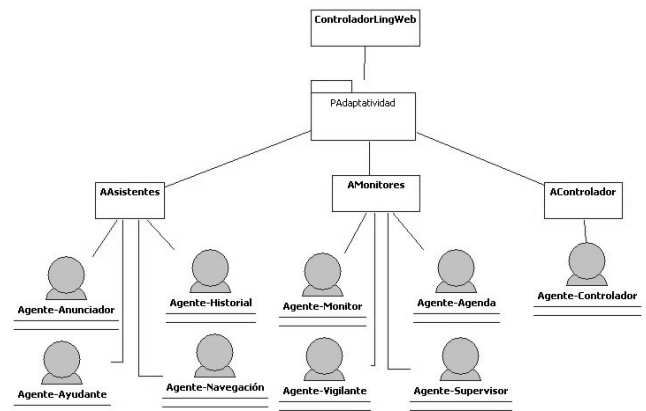 ControladorLingWeb
PAdaptatividad
AAsistentes
AMonitores
AControlador
Agente-Anunciador
Agente-Historial
Agente-Monitor
Agente-Agenda
Agente-Controlador
Agente-Ayudante
Agente-Navegación
Agente-Vigilante
Agente-Supervisor